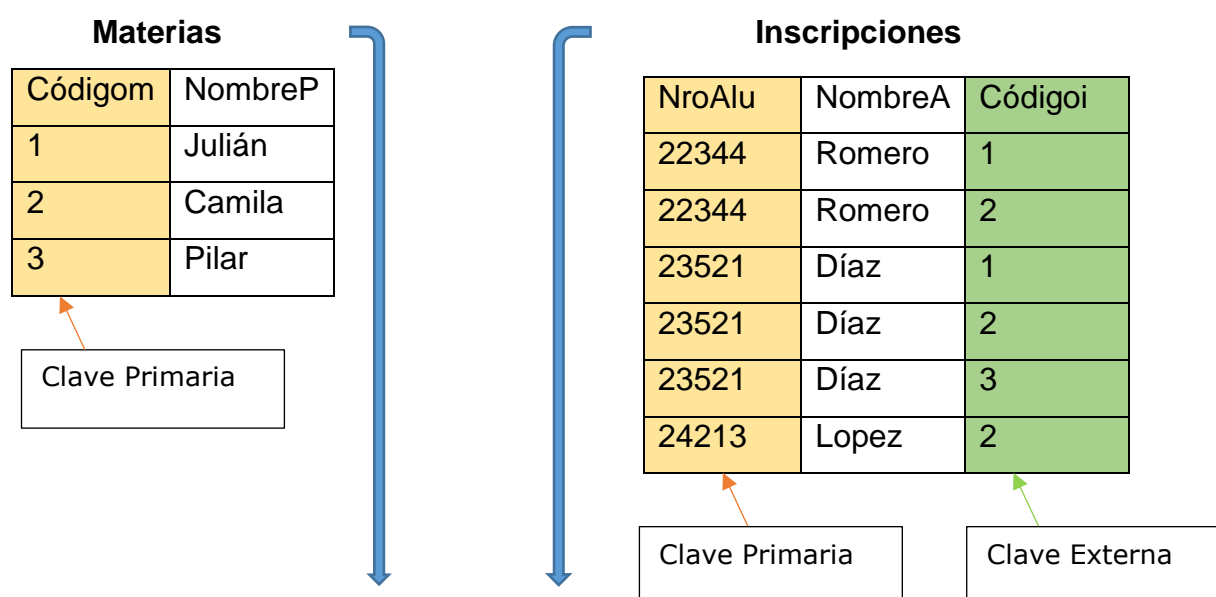 Materias
Códigom NombreP
1 Julián
2 Camila
3 Pilar
Clave Primaria
Inscripciones
NroAlu NombreA Códigoi
22344 Romero 1
22344 Romero 2
23521 Díaz 1
23521 Díaz 2
23521 Díaz 3
24213 Lopez 2
Clave Primaria
Clave Externa